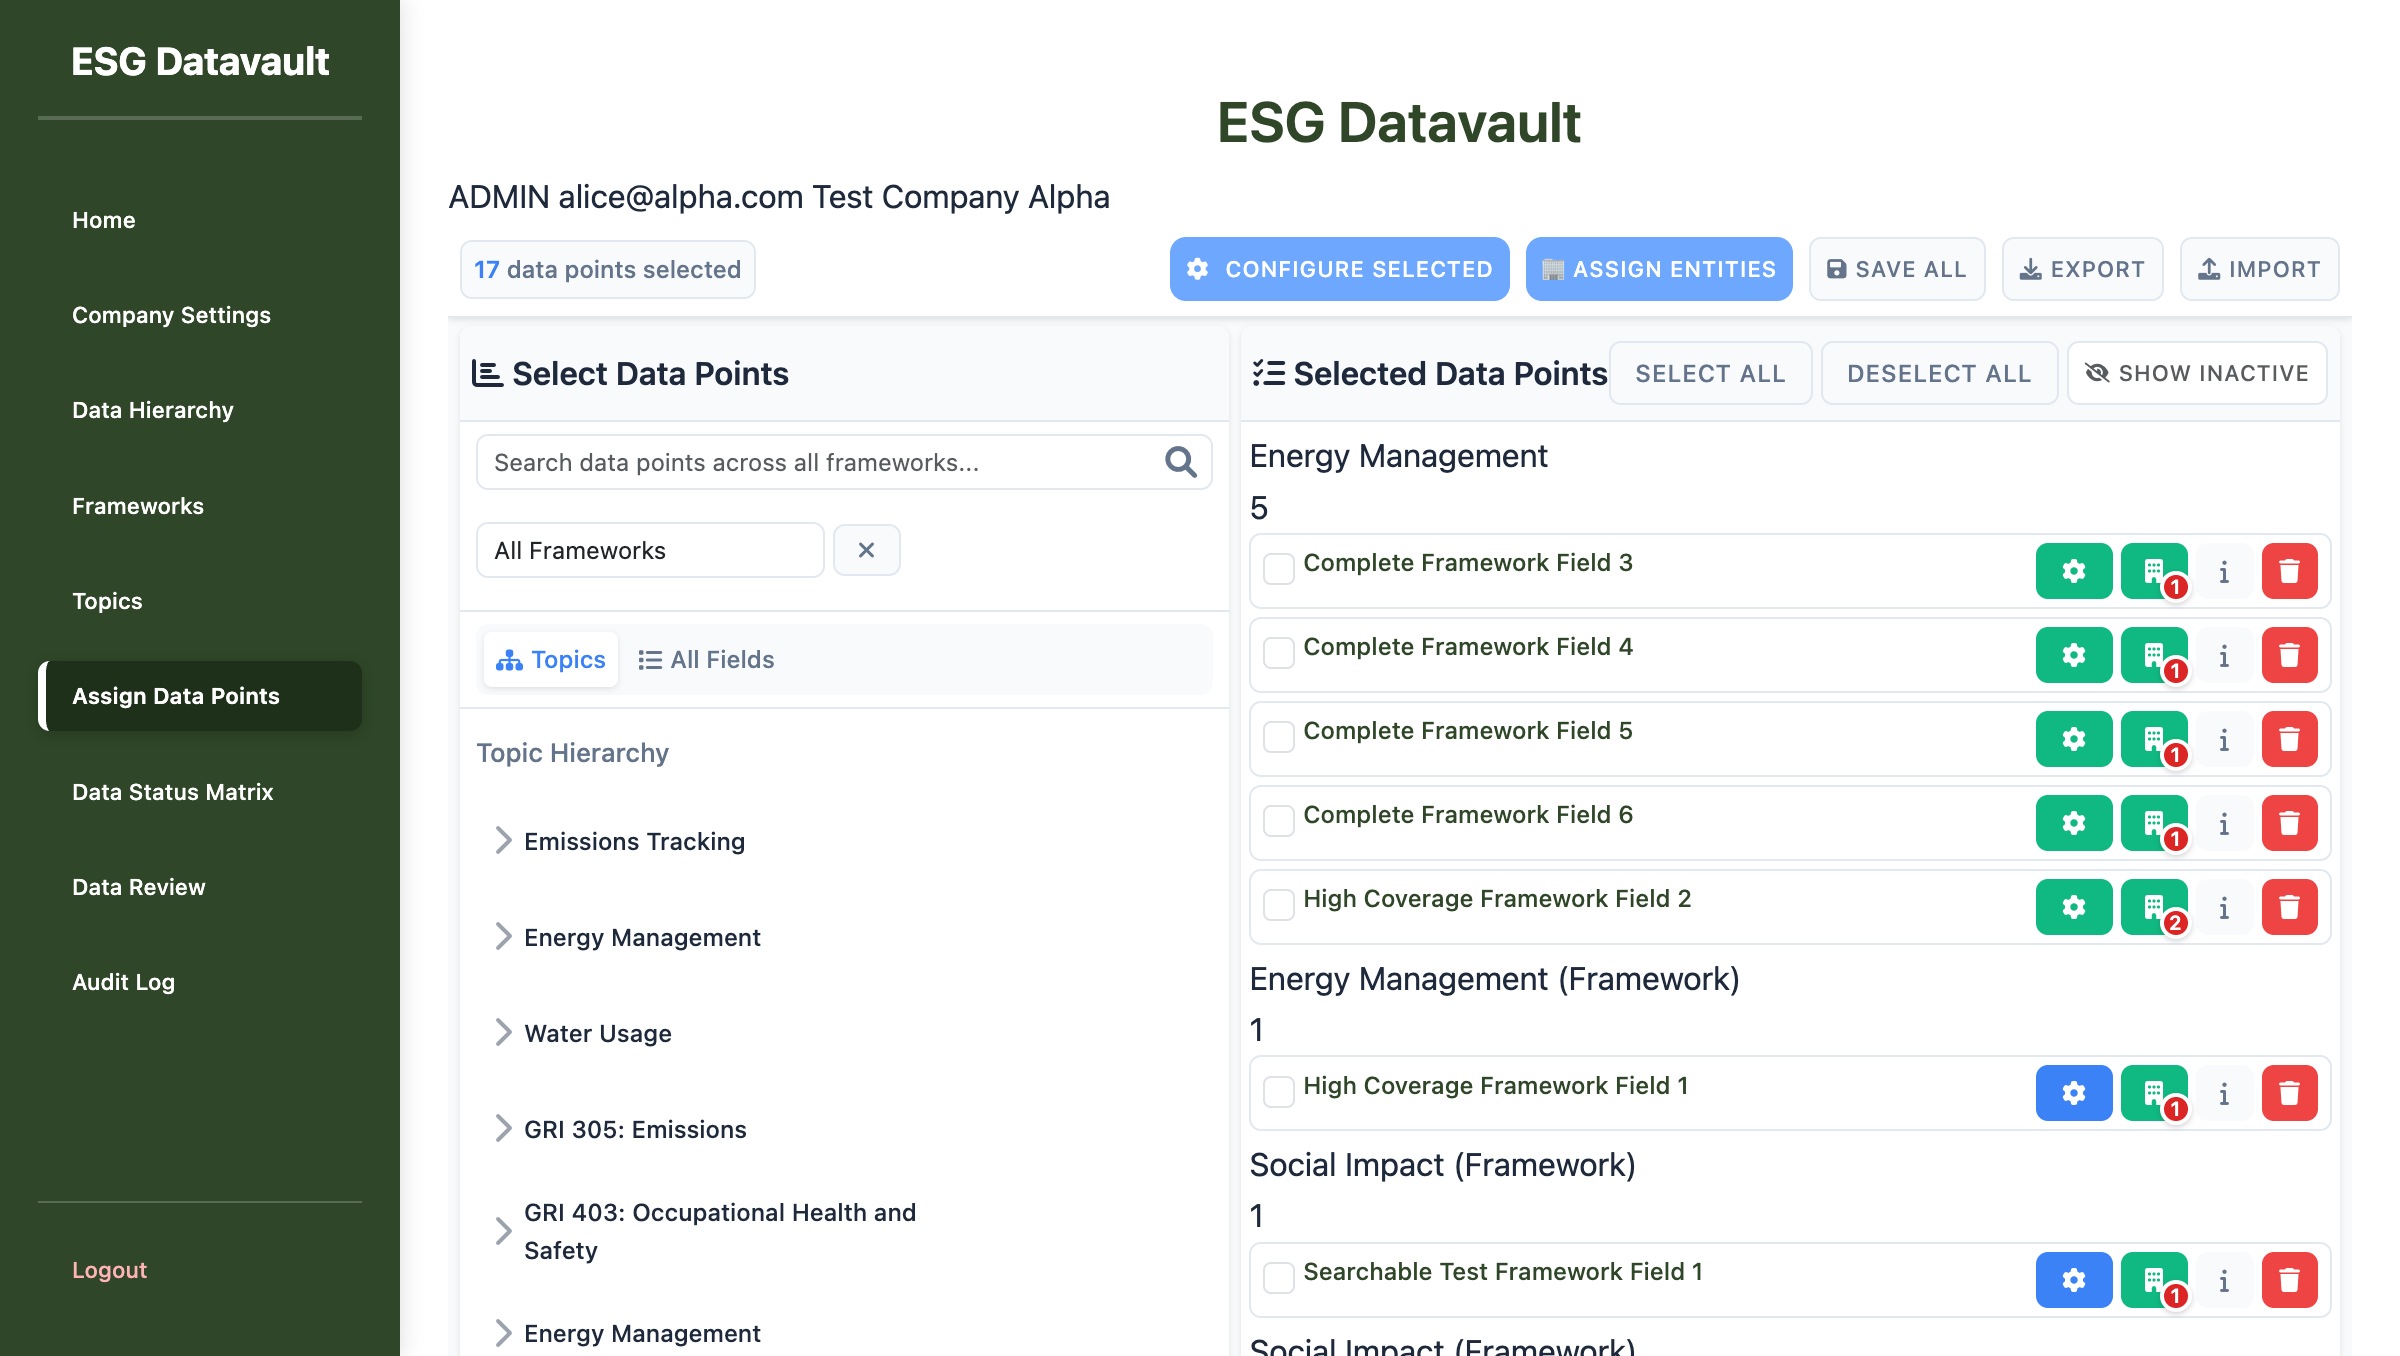 ESG Datavault
Home
Company Settings
Data Hierarchy
Frameworks
Topics
Assign Data Points
Data Status Matrix
Data Review
Audit Log
Logout
ESG Datavault
ADMIN alice@alpha.com Test Company Alpha
17 data points selected
CONFIGURE SELECTED
ASSIGN ENTITIES
SAVE ALL
EXPORT
IMPORT
Select Data Points
Search data points across all frameworks...
All Frameworks
Topics
All Fields
Topic Hierarchy
Emissions Tracking
Energy Management
Water Usage
GRI 305: Emissions
GRI 403: Occupational Health and
Safety
Energy Management
Selected Data Points
SELECT ALL
DESELECT ALL
SHOW INACTIVE
Energy Management
5
Complete Framework Field 3
1
Complete Framework Field 4
1
Complete Framework Field 5
1
Complete Framework Field 6
1
High Coverage Framework Field 2
2
Energy Management (Framework)
1
High Coverage Framework Field 1
1
Social Impact (Framework)
1
Searchable Test Framework Field 1
1
Social Impact (Framework)